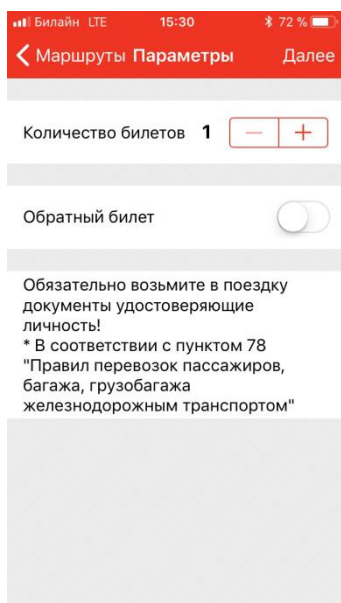 Билайн LTE 15:30 72 %
Маршруты Параметры Далее
Количество билетов 1 − +
Обратный билет
Обязательно возьмите в поездку
документы удостоверяющие
личность!
* В соответствии с пунктом 78
"Правил перевозок пассажиров,
багажа, грузобагажа
железнодорожным транспортом"